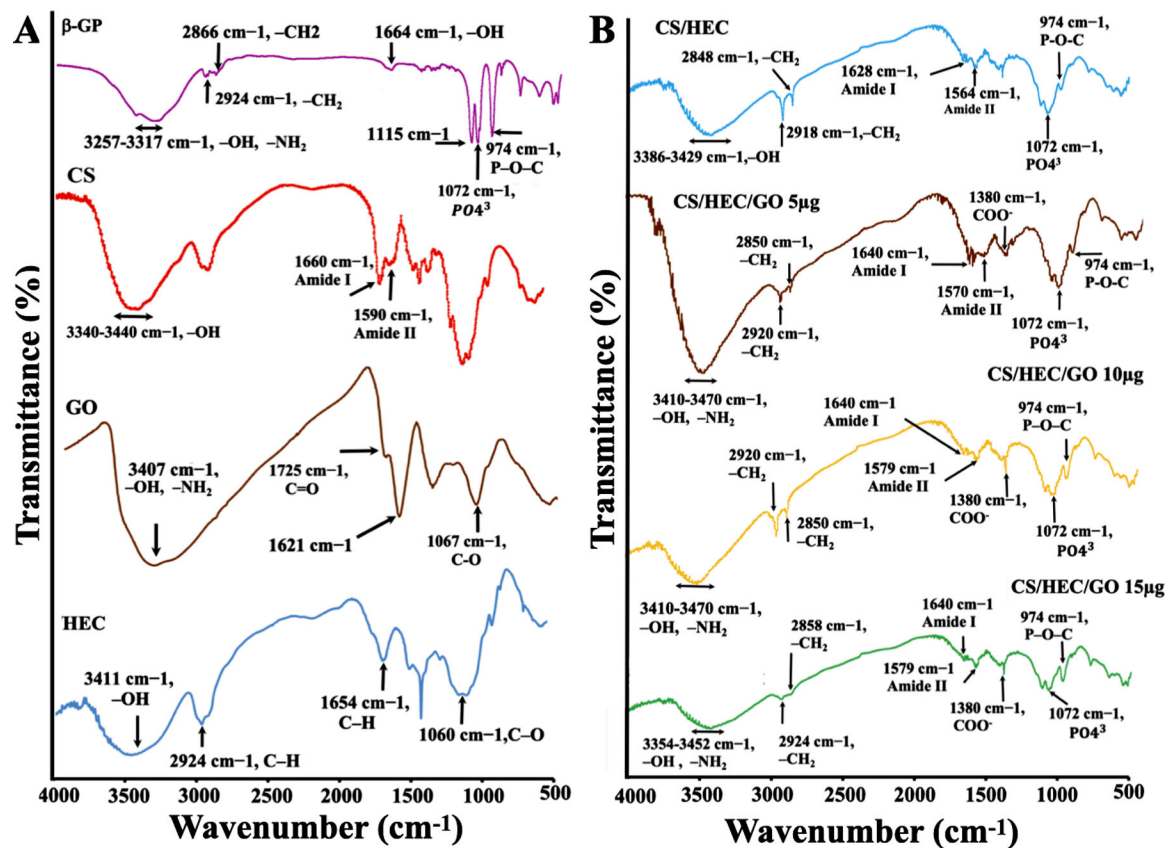 A
β-GP
2866 cm–1, –CH2
1664 cm–1, –OH
2924 cm–1, –CH₂
3257-3317 cm–1, –OH, –NH₂
1115 cm–1
974 cm–1,
P–O–C
1072 cm–1,
PO4³
CS
1660 cm–1,
Amide I
1590 cm–1,
Amide II
3340-3440 cm–1, –OH
GO
3407 cm–1,
–OH, –NH₂
1725 cm–1,
C=O
1621 cm–1
1067 cm–1,
C-O
HEC
3411 cm–1,
–OH
2924 cm–1, C–H
1654 cm–1,
C–H
1060 cm–1,C–O
Transmittance (%)
4000 3500 3000 2500 2000 1500 1000 500
Wavenumber (cm⁻¹)
B
CS/HEC
974 cm–1,
P-O-C
2848 cm–1, –CH₂
1628 cm–1,
Amide I
1564 cm–1,
Amide II
2918 cm–1,–CH₂
3386-3429 cm–1,–OH
1072 cm–1,
PO4³
CS/HEC/GO 5µg
1380 cm–1,
COO⁻
2850 cm–1,
–CH₂
1640 cm–1,
Amide I
974 cm–1,
P-O-C
1570 cm–1,
Amide II
2920 cm–1,
–CH₂
1072 cm–1,
PO4³
3410-3470 cm–1,
–OH, –NH₂
CS/HEC/GO 10µg
1640 cm–1
Amide I
974 cm–1,
P–O–C
2920 cm–1,
–CH₂
1579 cm–1
Amide II
1380 cm–1,
COO⁻
2850 cm–1,
–CH₂
1072 cm–1,
PO4³
3410-3470 cm–1,
–OH, –NH₂
CS/HEC/GO 15µg
1640 cm–1
Amide I
974 cm–1,
P–O–C
2858 cm–1,
–CH₂
1579 cm–1
Amide II
1380 cm–1,
COO⁻
1072 cm–1,
PO4³
3354-3452 cm–1,
–OH , –NH₂
2924 cm–1,
–CH₂
Transmittance (%)
4000 3500 3000 2500 2000 1500 1000 500
Wavenumber (cm⁻¹)